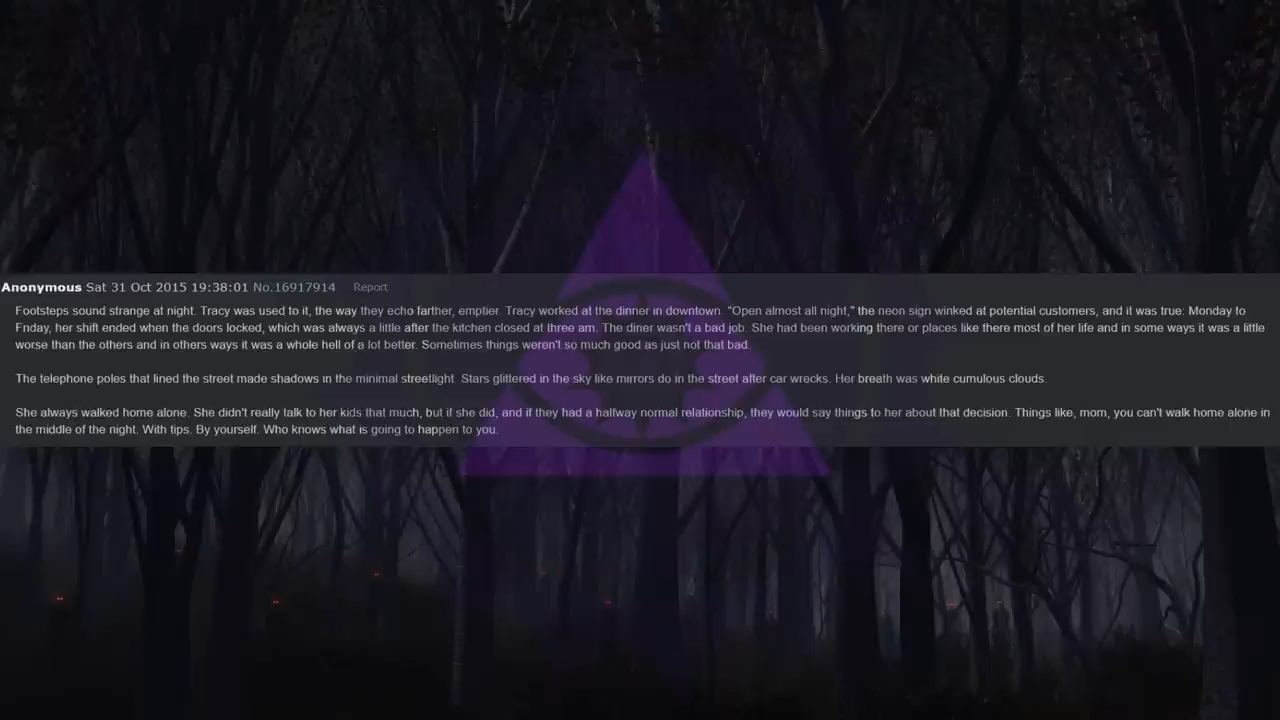 Anonymous Sat 31 Oct 2015 19:38:01 No.16917914 Report
Footsteps sound strange at night. Tracy was used to it, the way they echo farther, emptier. Tracy worked at the dinner in downtown. "Open almost all night," the neon sign winked at potential customers, and it was true: Monday to
Friday, her shift ended when the doors locked, which was always a little after the kitchen closed at three am. The diner wasn't a bad job. She had been working there or places like there most of her life and in some ways it was a little
worse than the others and in others ways it was a whole hell of a lot better. Sometimes things weren't so much good as just not that bad.
The telephone poles that lined the street made shadows in the minimal streetlight. Stars glittered in the sky like mirrors do in the street after car wrecks. Her breath was white cumulous clouds.
She always walked home alone. She didn't really talk to her kids that much, but if she did, and if they had a halfway normal relationship, they would say things to her about that decision. Things like, mom, you can't walk home alone in
the middle of the night. With tips. By yourself. Who knows what is going to happen to you.